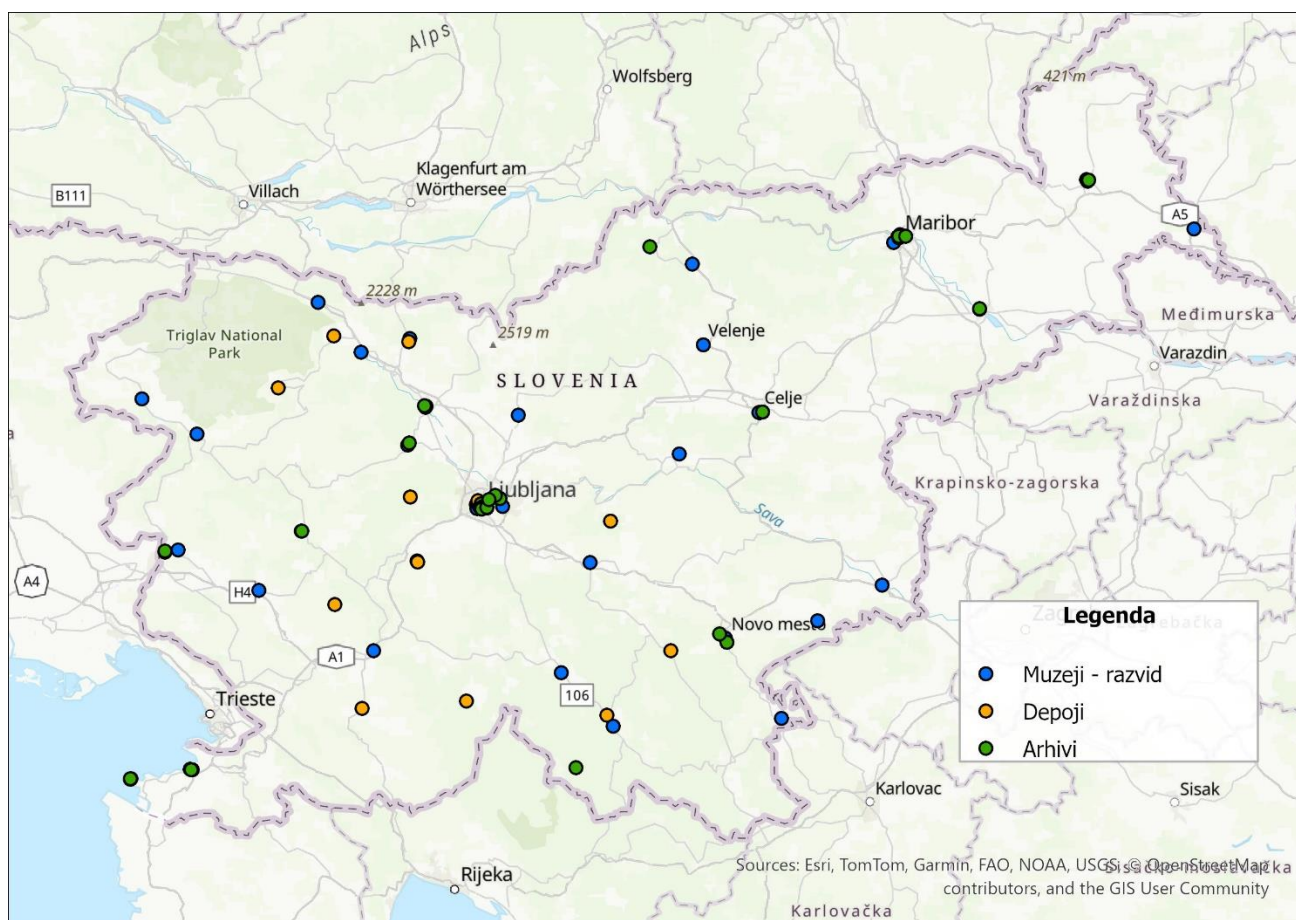 Alps
Wolfsberg
421 m
Klagenfurt am
Wörthersee
Villach
B111
A5
Maribor
2228 m
2519 m
Triglav National
Park
Velenje
Međimurska
Varazdin
SLOVENIA
Varaždinska
Celje
Krapinsko-zagorska
Ljubljana
Sava
A4
H4
Novo mesto
Legenda
A1
106
Muzeji - razvid
Trieste
Depoji
Arhivi
Karlovac
Sisak
Rijeka
Sources: Esri, TomTom, Garmin, FAO, NOAA, USGS, © OpenStreetMap
contributors, and the GIS User Community
Karlovačka